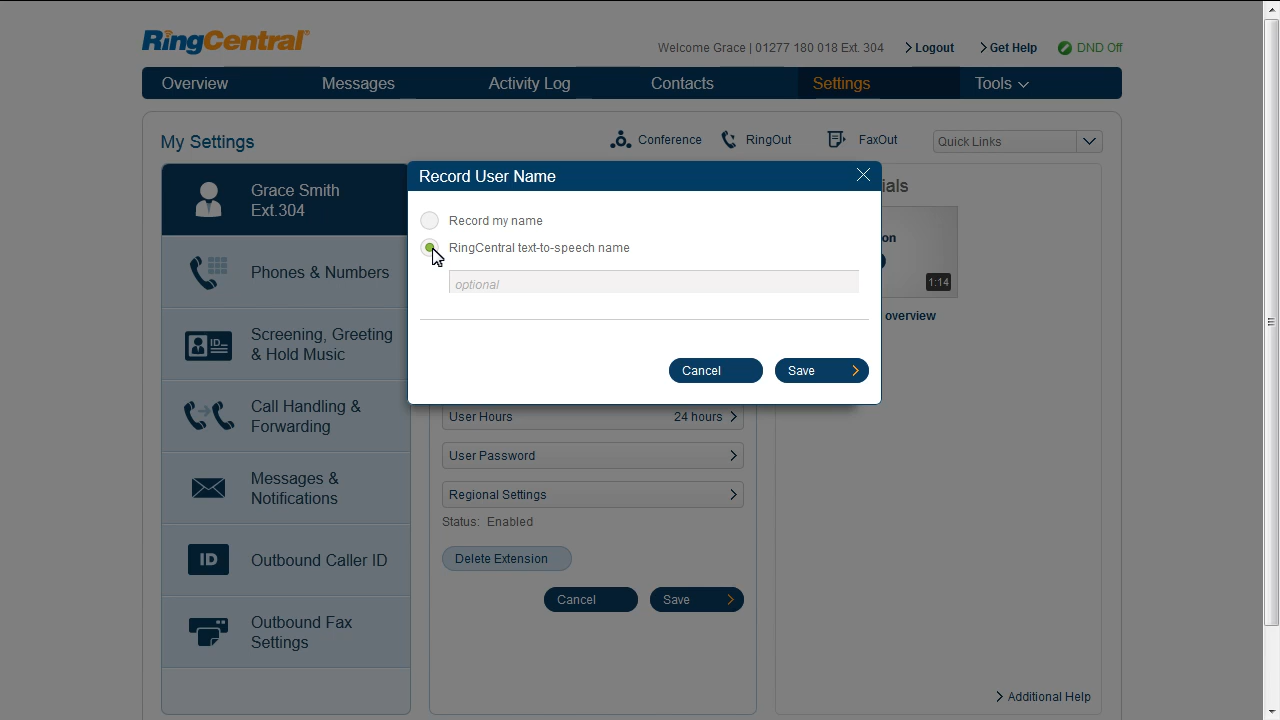 RingCentral
Welcome Grace | 01277 180 018 Ext. 304
Logout
Get Help
DND Off
Overview
Messages
Activity Log
Contacts
Settings
Tools
My Settings
Conference
RingOut
FaxOut
Quick Links
Grace Smith
Ext.304
Phones & Numbers
Screening, Greeting
& Hold Music
ID
Call Handling &
Forwarding
Messages &
Notifications
ID
Outbound Caller ID
Outbound Fax
Settings
Record User Name
Record my name
RingCentral text-to-speech name
optional
Cancel
Save
User Hours
24 hours
User Password
Regional Settings
Status: Enabled
Delete Extension
Cancel
Save
ials
on
1:14
overview
Additional Help